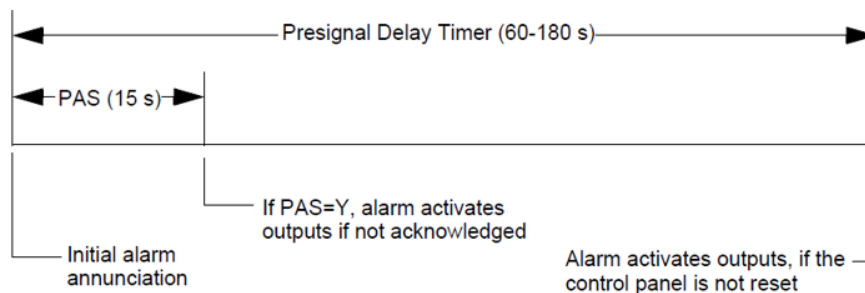 Presignal Delay Timer (60-180 s)
PAS (15 s)
If PAS=Y, alarm activates
outputs if not acknowledged
Initial alarm
annunciation
Alarm activates outputs, if the
control panel is not reset